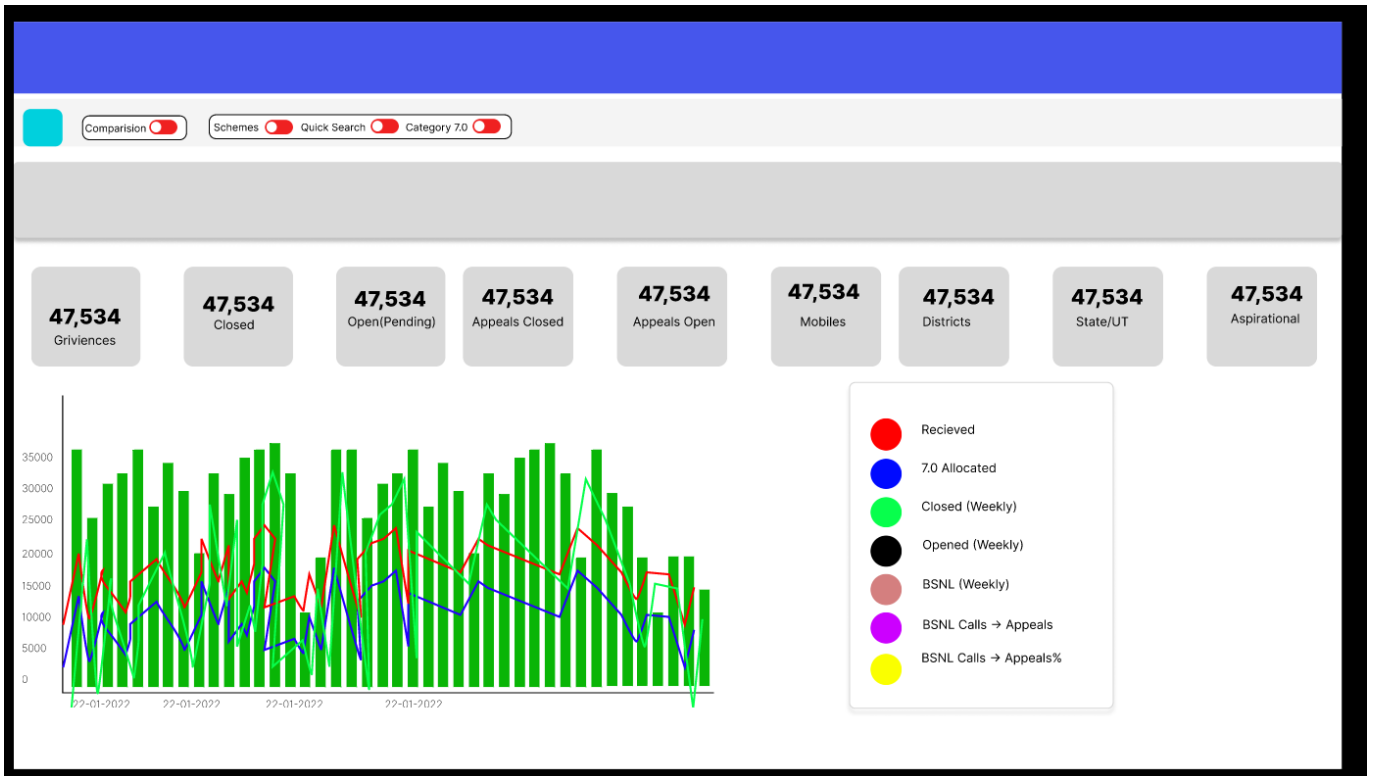 Comparision
Schemes Quick Search Category 7.0
47,534
Griviences
47,534
Closed
47,534
Open(Pending)
47,534
Appeals Closed
47,534
Appeals Open
47,534
Mobiles
47,534
Districts
47,534
State/UT
47,534
Aspirational
35000
30000
25000
20000
15000
10000
5000
0
22-01-2022 22-01-2022 22-01-2022 22-01-2022
Recieved
7.0 Allocated
Closed (Weekly)
Opened (Weekly)
BSNL (Weekly)
BSNL Calls → Appeals
BSNL Calls → Appeals%